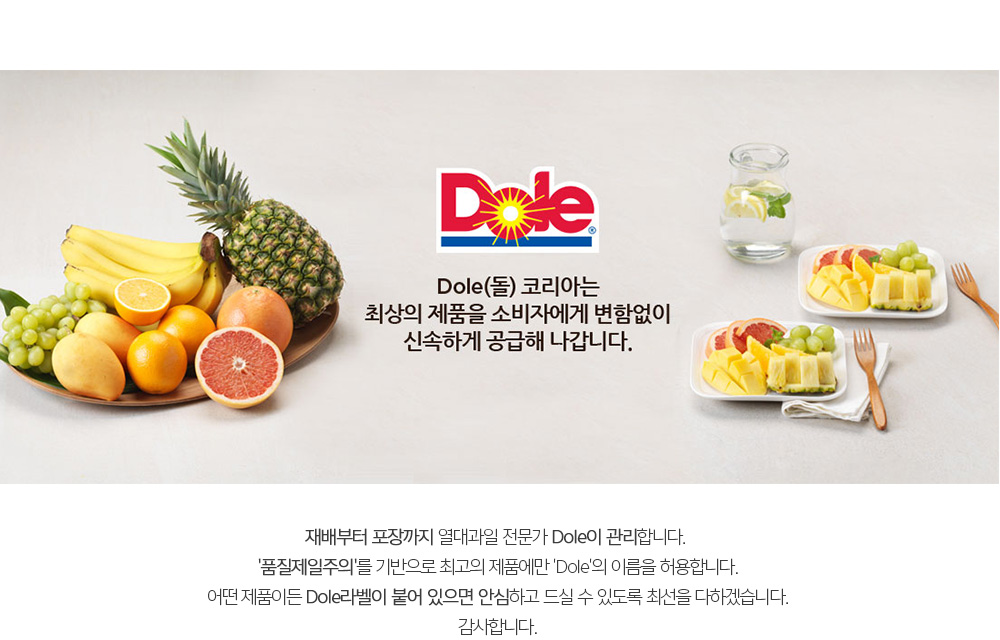 Dole®
Dole(돌) 코리아는
최상의 제품을 소비자에게 변함없이
신속하게 공급해 나갑니다.
재배부터 포장까지 열대과일 전문가 Dole이 관리합니다.
'품질제일주의'를 기반으로 최고의 제품에만 'Dole'의 이름을 허용합니다.
어떤 제품이든 Dole라벨이 붙어 있으면 안심하고 드실 수 있도록 최선을 다하겠습니다.
감사합니다.